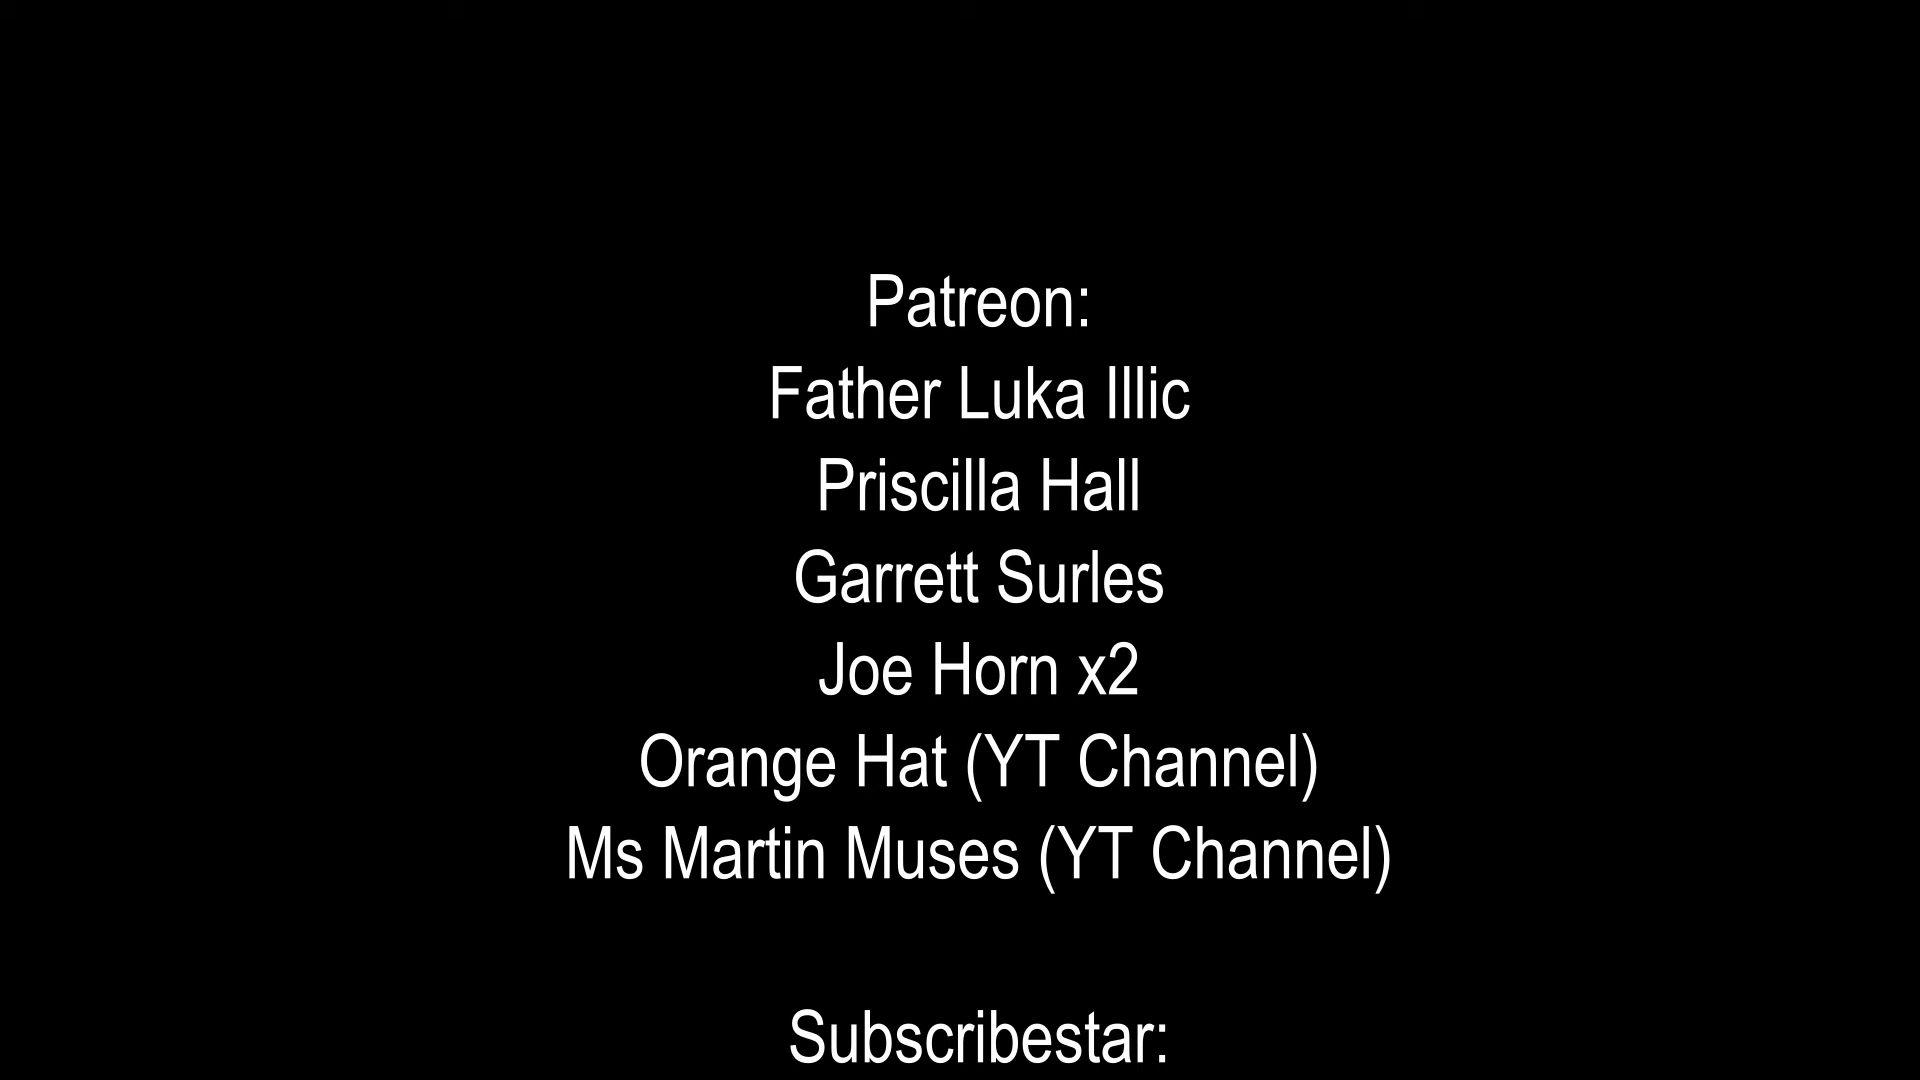 Patreon:
Father Luka Illic
Priscilla Hall
Garrett Surles
Joe Horn x2
Orange Hat (YT Channel)
Ms Martin Muses (YT Channel)
Subscribestar: